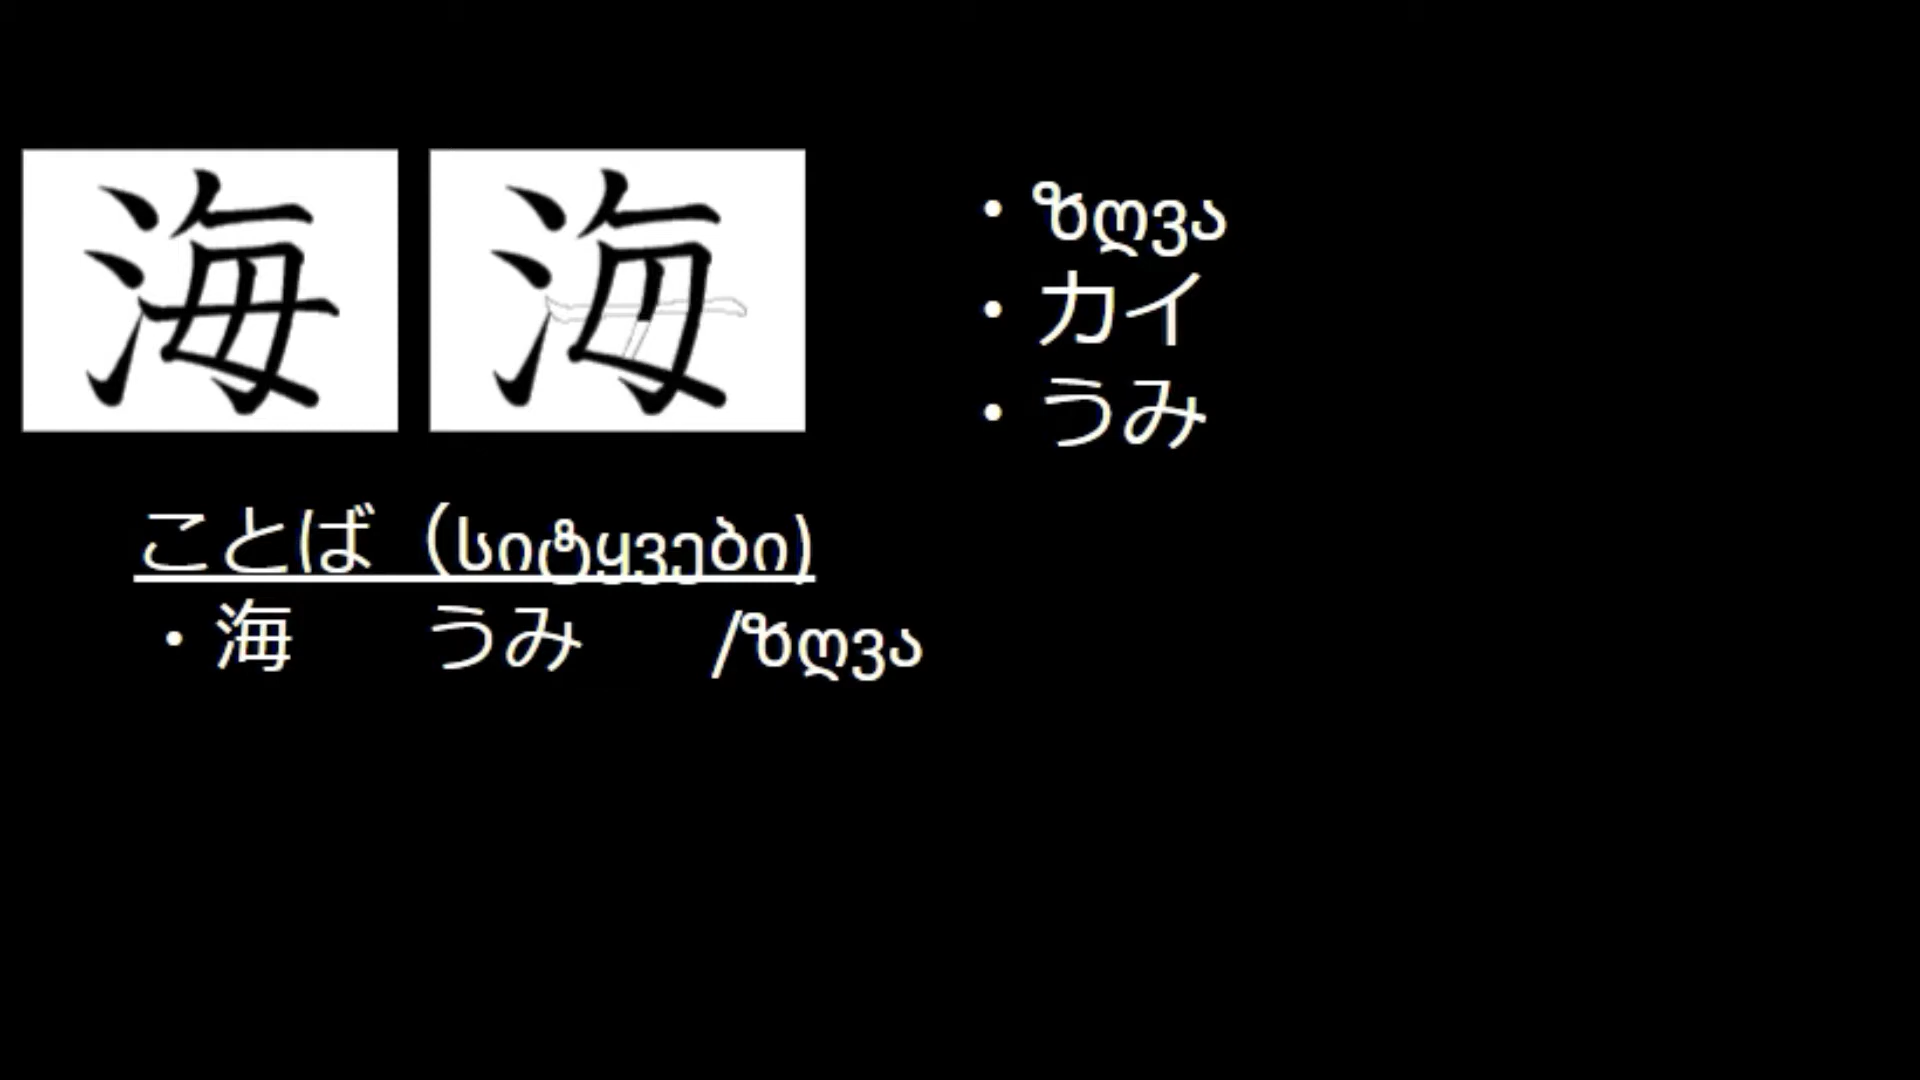 海
海
・ზღვა
・カイ
・うみ
ことば（სიტყვები)
・海 うみ /ზღვა